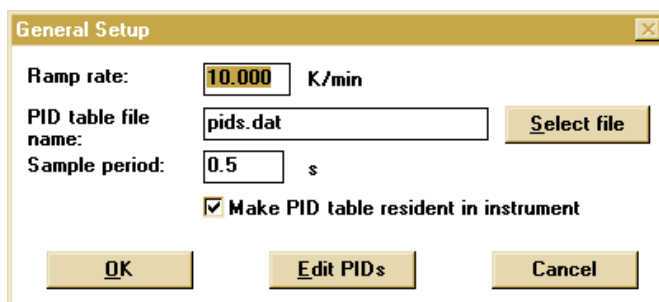 General Setup
Ramp rate: 10.000 K/min
PID table file name: pids.dat Select file
Sample period: 0.5 s
Make PID table resident in instrument
OK Edit PIDs Cancel